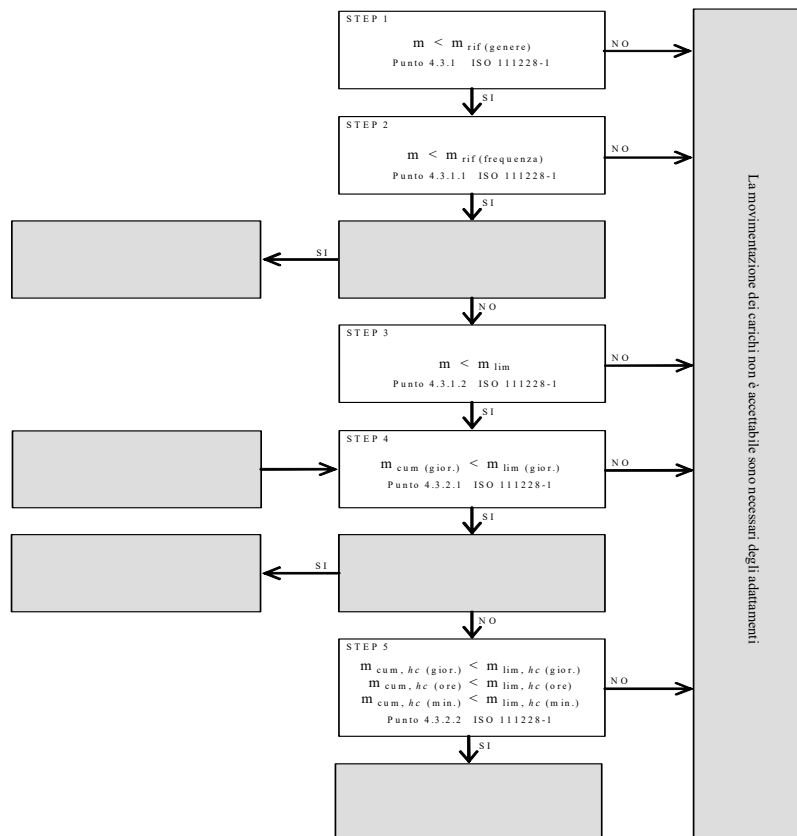 STEP 1
m < m rif (genere)
Punto 4.3.1 ISO 111228-1
NO
SI
STEP 2
m < m rif (frequenza)
Punto 4.3.1.1 ISO 111228-1
NO
SI
SI
NO
STEP 3
m < m lim
Punto 4.3.1.2 ISO 111228-1
NO
SI
STEP 4
m cum (gior.) < m lim (gior.)
Punto 4.3.2.1 ISO 111228-1
NO
SI
SI
NO
STEP 5
m cum, hc (gior.) < m lim, hc (gior.)
m cum, hc (ore) < m lim, hc (ore)
m cum, hc (min.) < m lim, hc (min.)
Punto 4.3.2.2 ISO 111228-1
NO
SI
La movimentazione dei carichi non è accettabile sono necessari degli adattamenti